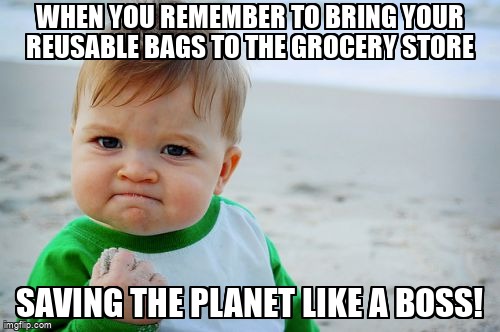 WHEN YOU REMEMBER TO BRING YOUR
REUSABLE BAGS TO THE GROCERY STORE
SAVING THE PLANET LIKE A BOSS!
imgflip.com